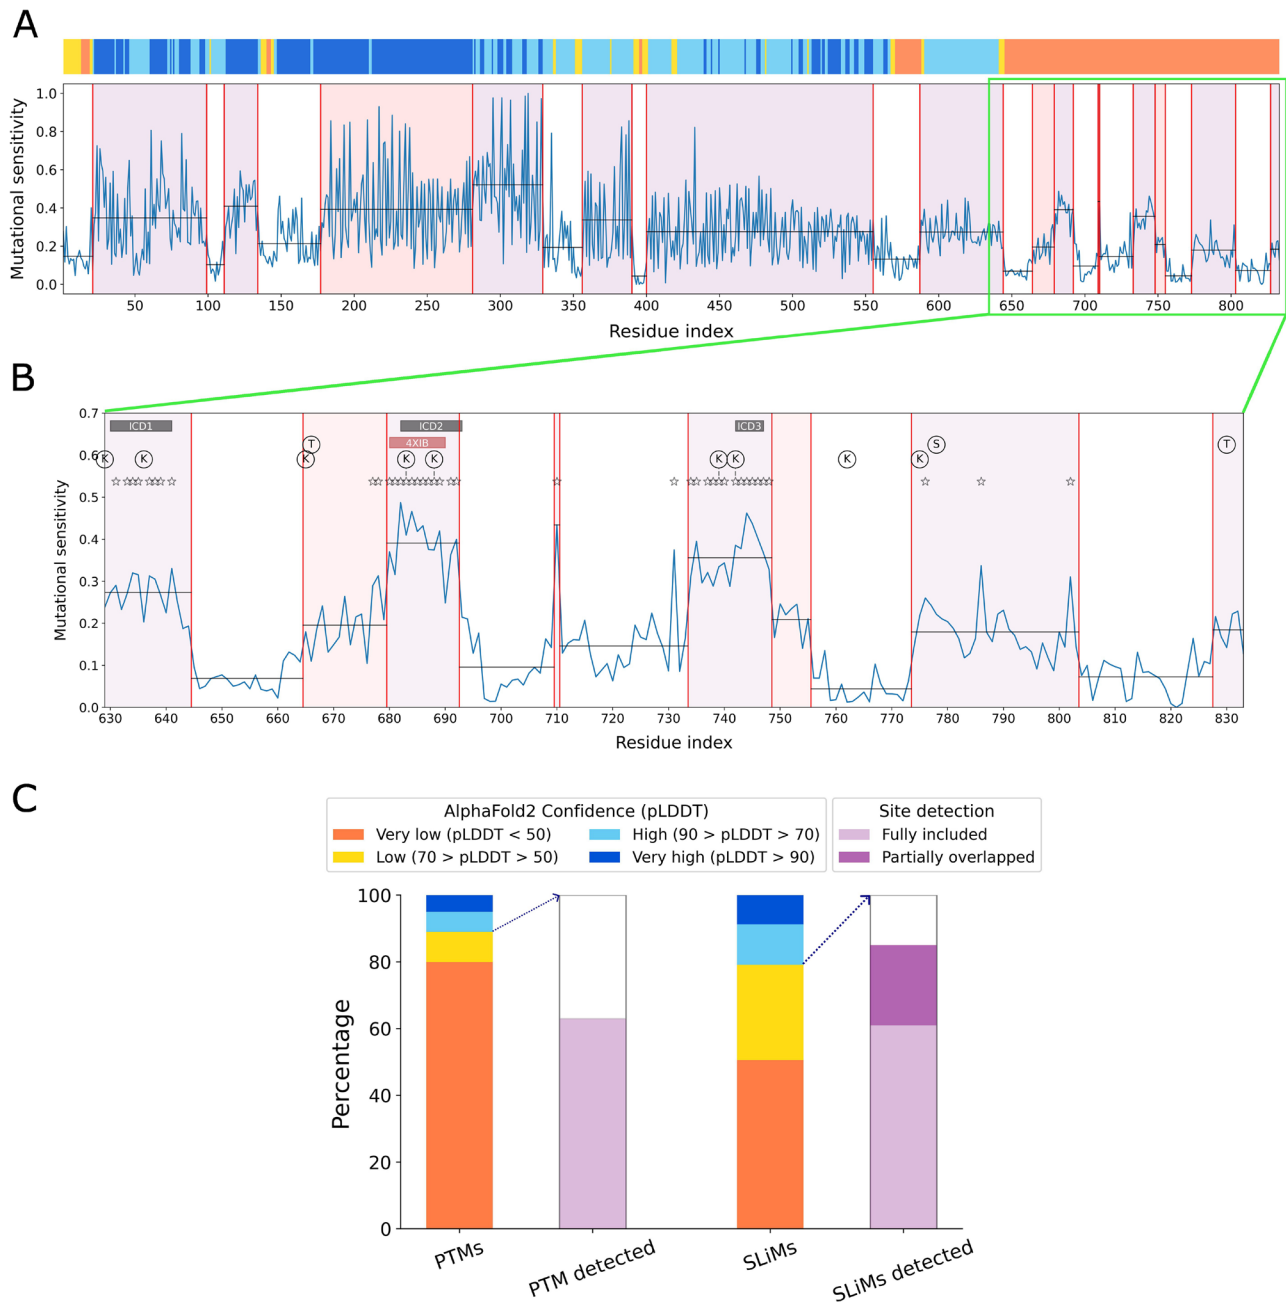 A
Mutational sensitivity
1.0
0.8
0.6
0.4
0.2
0.0
50 100 150 200 250 300 350 400 450 500 550 600 650 700 750 800
Residue index
B
Mutational sensitivity
0.7
0.6
0.5
0.4
0.3
0.2
0.1
0.0
ICD1 ICD2 ICD3
T 4XIB S T
K K K K K K K K K
630 640 650 660 670 680 690 700 710 720 730 740 750 760 770 780 790 800 810 820 830
Residue index
C
AlphaFold2 Confidence (pLDDT)
Very low (pLDDT < 50)
Low (70 > pLDDT > 50)
High (90 > pLDDT > 70)
Very high (pLDDT > 90)
Site detection
Fully included
Partially overlapped
Percentage
100
80
60
40
20
0
PTMs
PTM detected
SLiMs
SLiMs detected